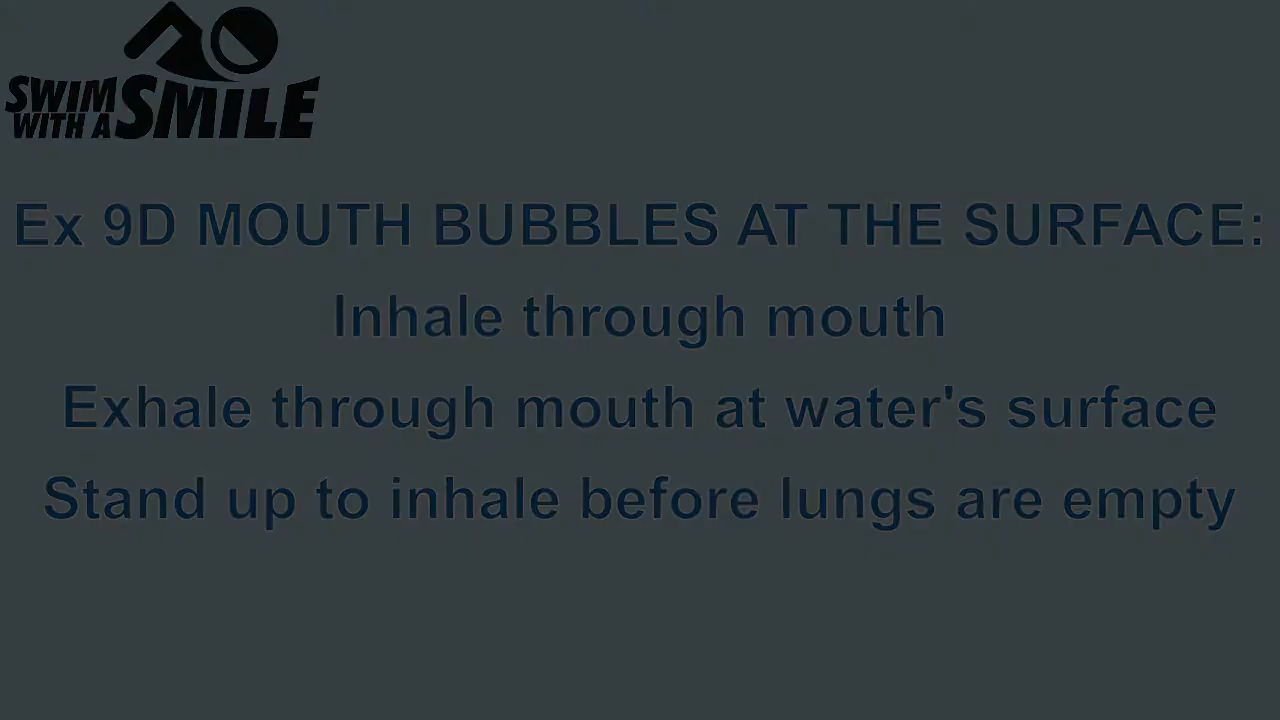 SWIM
WITH A SMILE
Ex 9D MOUTH BUBBLES AT THE SURFACE:
Inhale through mouth
Exhale through mouth at water's surface
Stand up to inhale before lungs are empty